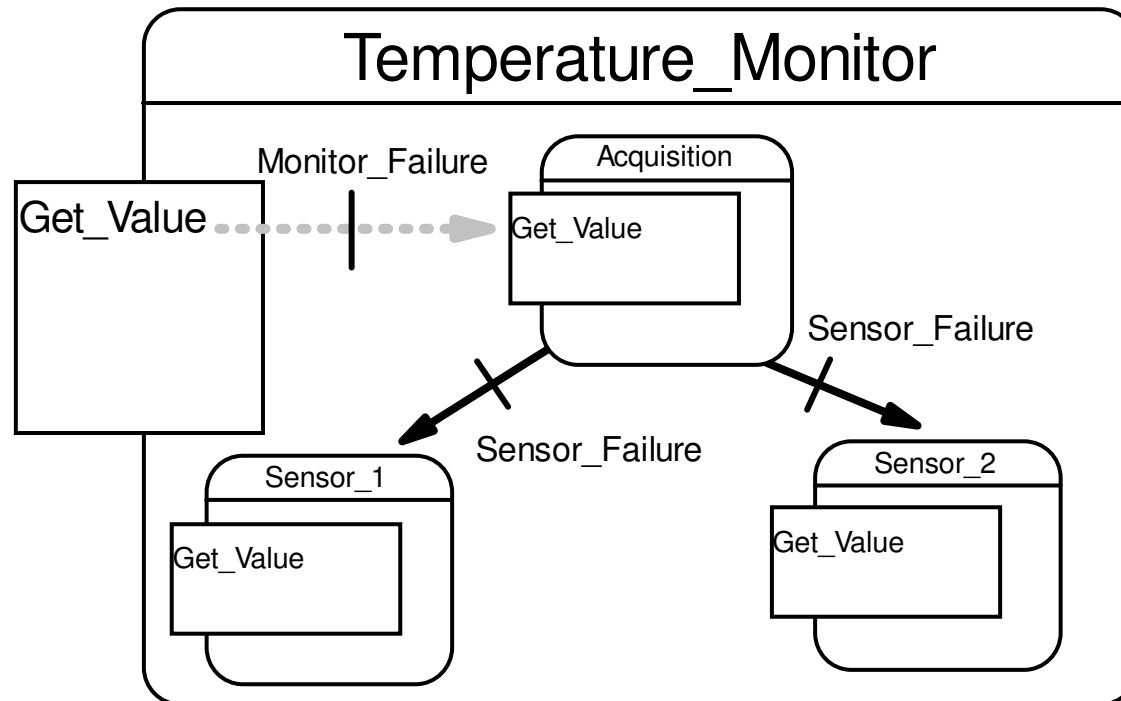 Temperature_Monitor
Monitor_Failure
Acquisition
Get_Value
Get_Value
Sensor_Failure
Sensor_Failure
Sensor_1
Sensor_2
Get_Value
Get_Value